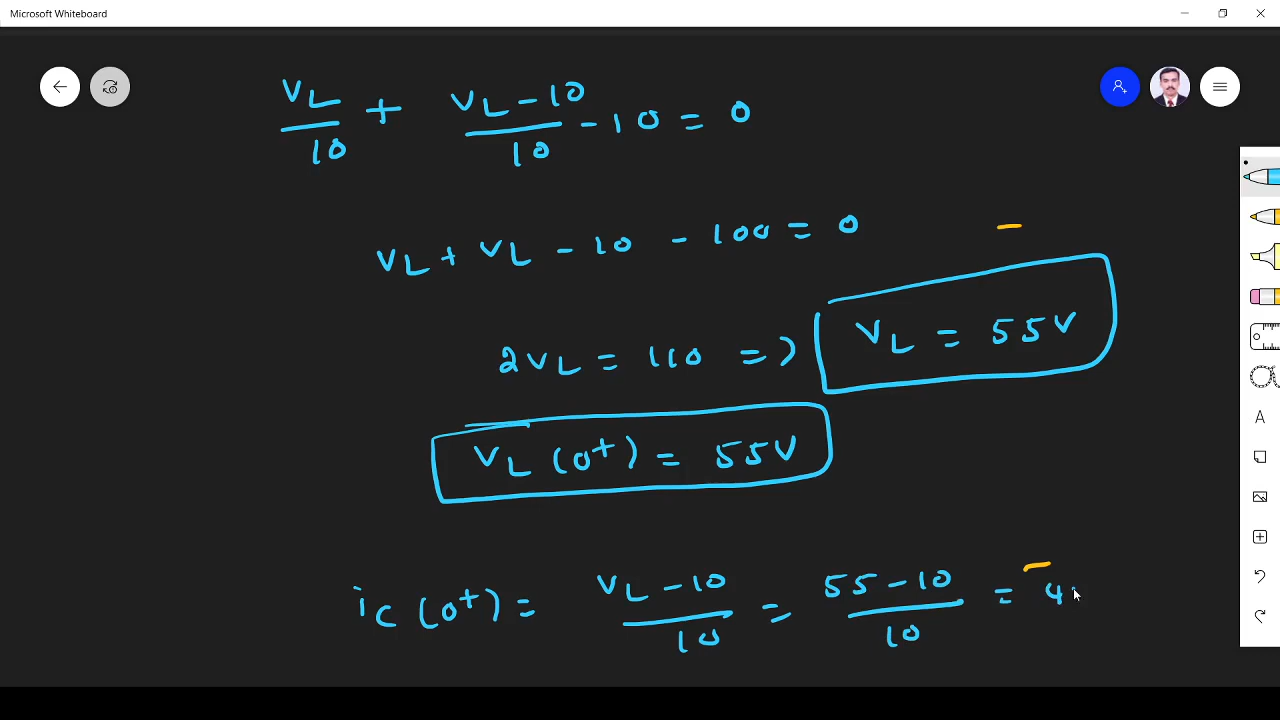 Microsoft Whiteboard
VL/10 + (VL-10)/10 - 10 = 0
VL + VL - 10 - 100 = 0
2VL = 110 => VL = 55V
VL(0+) = 55V
ic(0+) = (VL-10)/10 = (55-10)/10 = 4
A